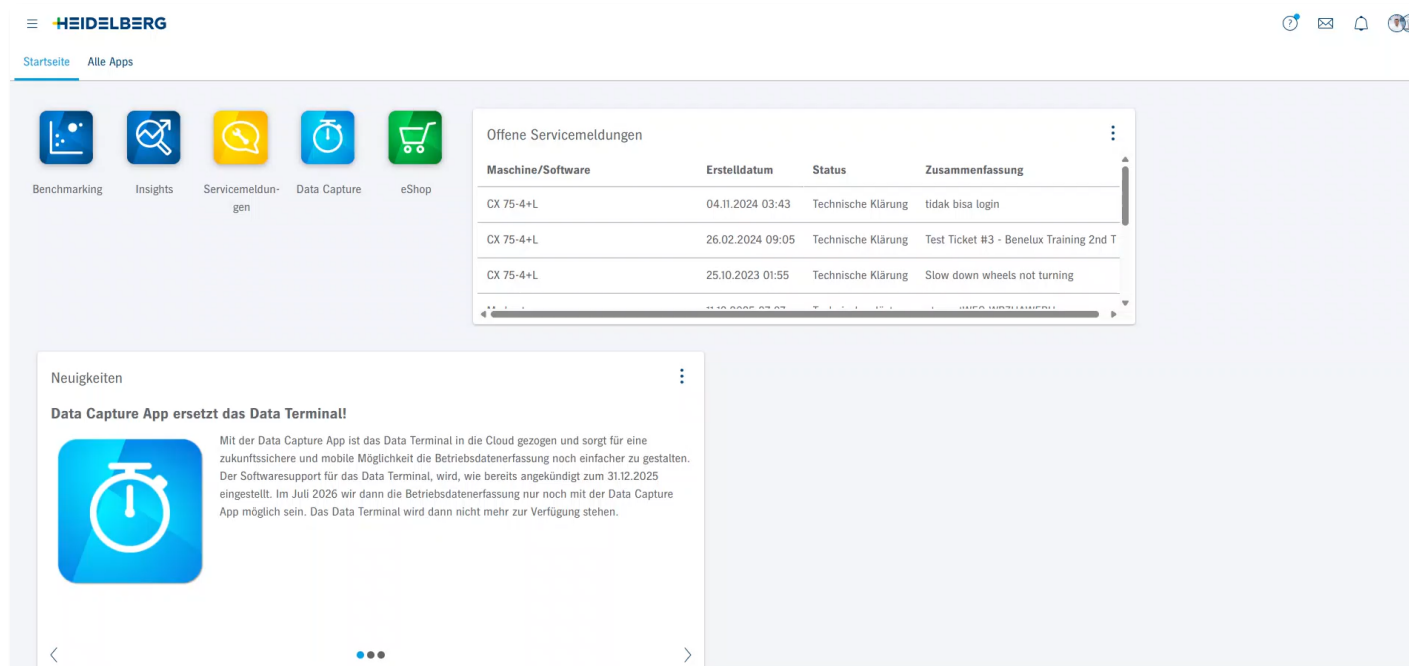 HEIDELBERG
Startseite Alle Apps
Benchmarking
Insights
Servicemeldun-
gen
Data Capture
eShop
Offene Servicemeldungen
Maschine/Software Erstelldatum Status Zusammenfassung
CX 75-4+L 04.11.2024 03:43 Technische Klärung tidak bisa login
CX 75-4+L 26.02.2024 09:05 Technische Klärung Test Ticket #3 - Benelux Training 2nd T
CX 75-4+L 25.10.2023 01:55 Technische Klärung Slow down wheels not turning
Neuigkeiten
Data Capture App ersetzt das Data Terminal!
Mit der Data Capture App ist das Data Terminal in die Cloud gezogen und sorgt für eine
zukunftssichere und mobile Möglichkeit die Betriebsdatenerfassung noch einfacher zu gestalten.
Der Softwaresupport für das Data Terminal, wird, wie bereits angekündigt zum 31.12.2025
eingestellt. Im Juli 2026 wir dann die Betriebsdatenerfassung nur noch mit der Data Capture
App möglich sein. Das Data Terminal wird dann nicht mehr zur Verfügung stehen.